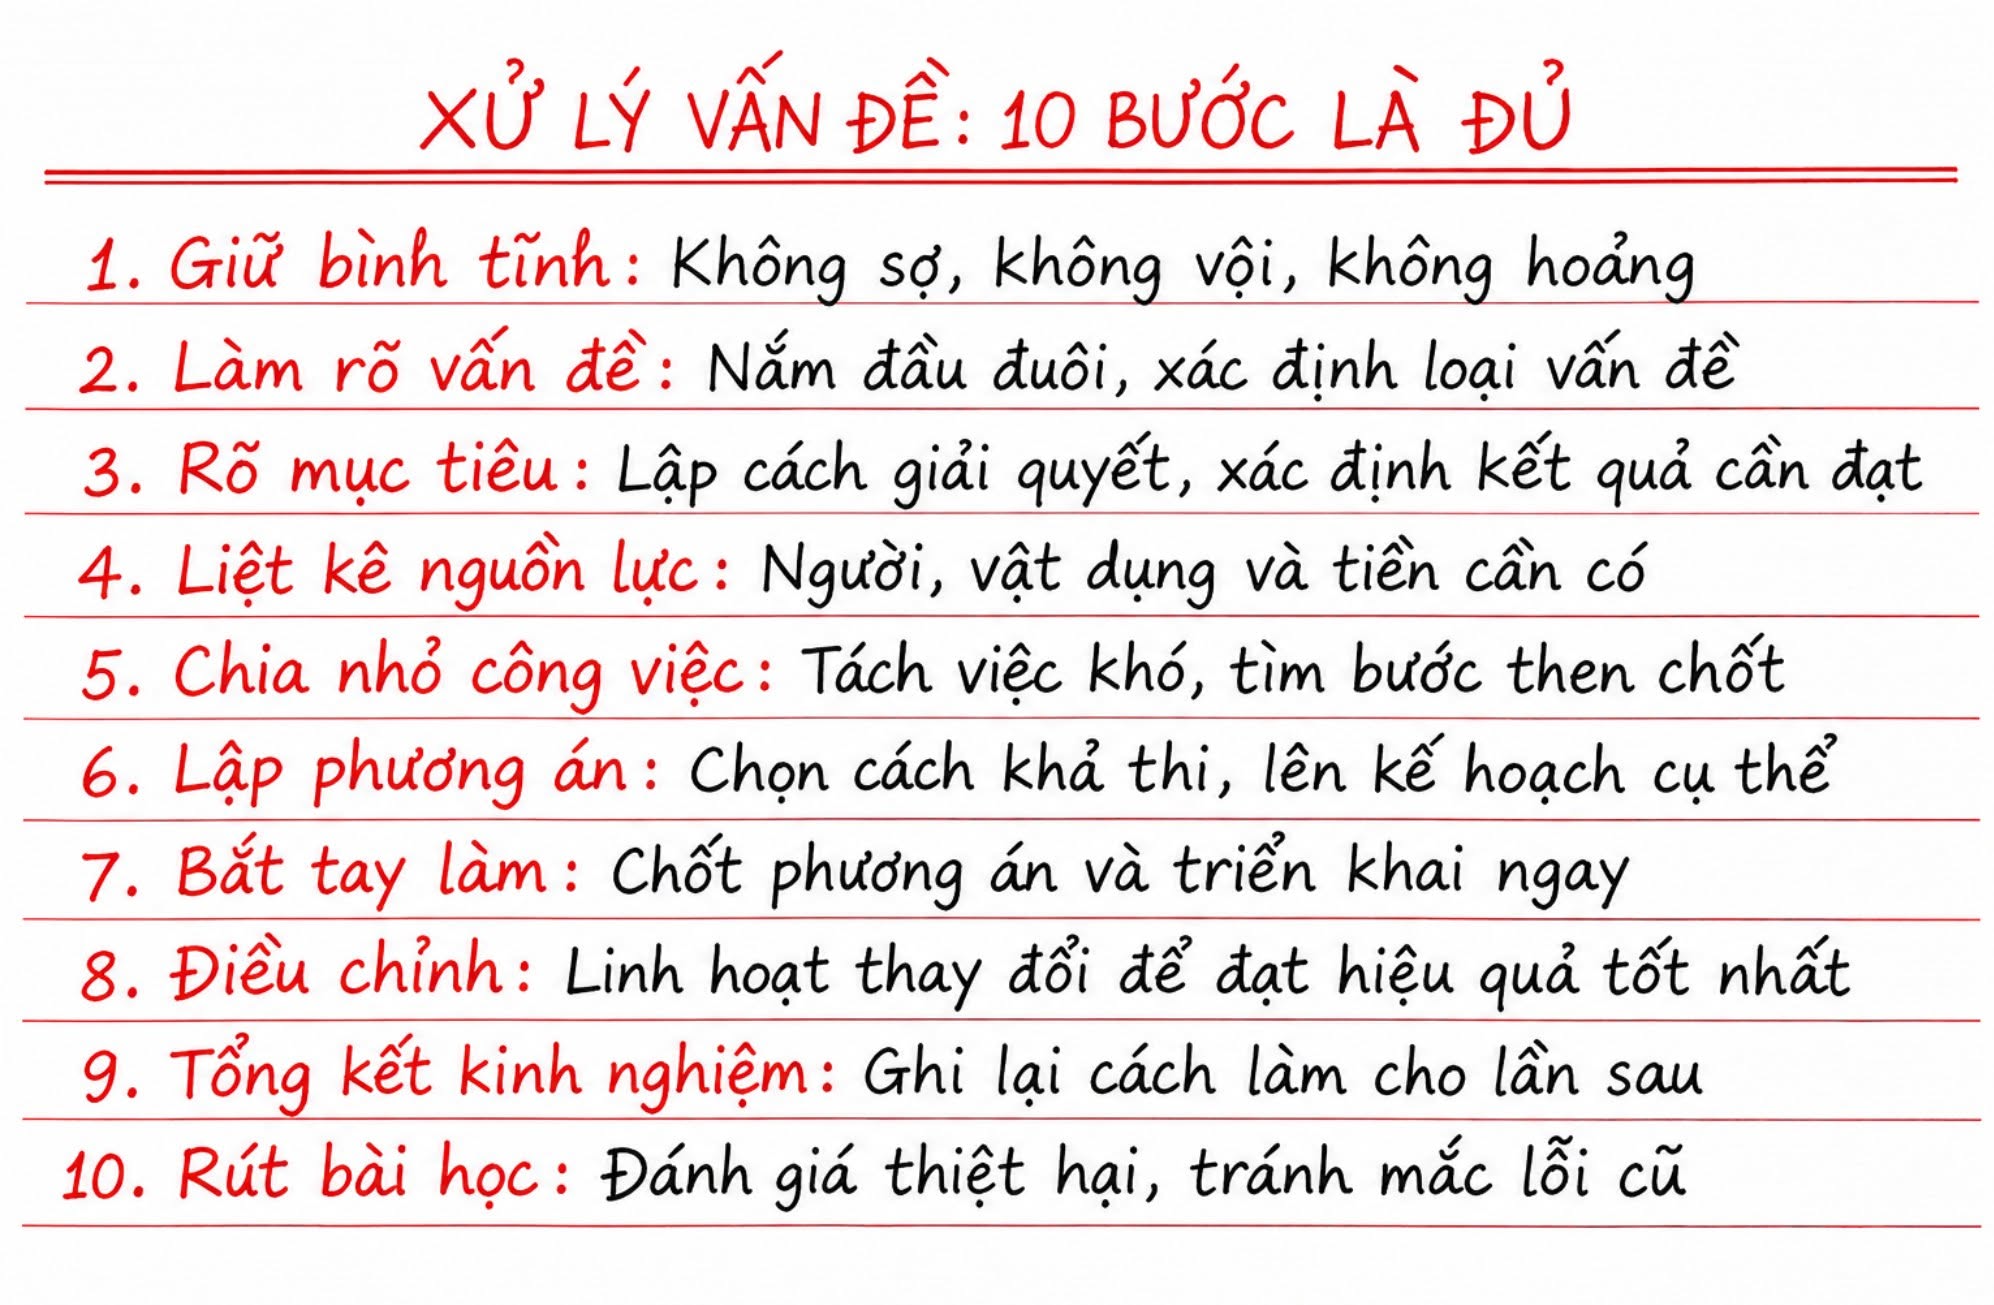 XỬ LÝ VẤN ĐỀ: 10 BƯỚC LÀ ĐỦ
1. Giữ bình tĩnh: Không sợ, không vội, không hoảng
2. Làm rõ vấn đề: Nắm đầu đuôi, xác định loại vấn đề
3. Rõ mục tiêu: Lập cách giải quyết, xác định kết quả cần đạt
4. Liệt kê nguồn lực: Người, vật dụng và tiền cần có
5. Chia nhỏ công việc: Tách việc khó, tìm bước then chốt
6. Lập phương án: Chọn cách khả thi, lên kế hoạch cụ thể
7. Bắt tay làm: Chốt phương án và triển khai ngay
8. Điều chỉnh: Linh hoạt thay đổi để đạt hiệu quả tốt nhất
9. Tổng kết kinh nghiệm: Ghi lại cách làm cho lần sau
10. Rút bài học: Đánh giá thiệt hại, tránh mắc lỗi cũ